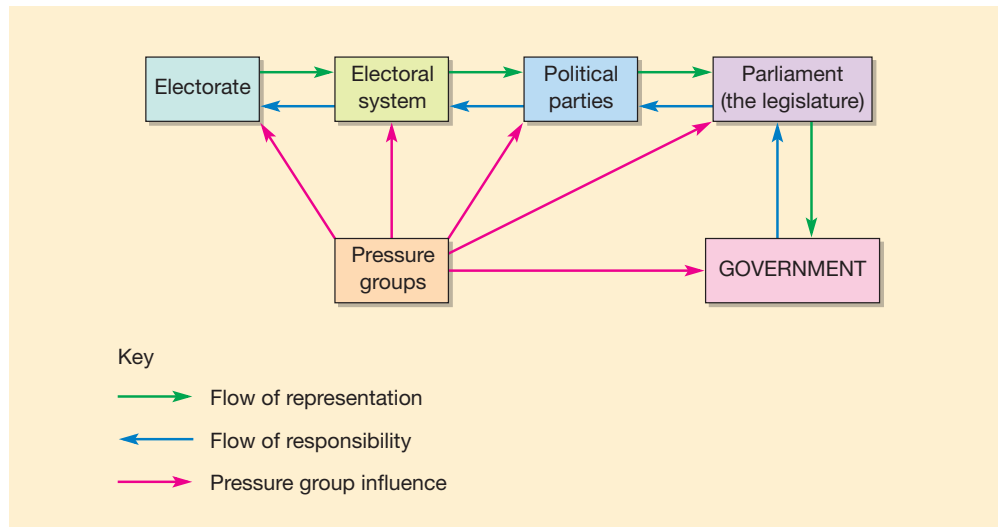 Electorate
Electoral
system
Political
parties
Parliament
(the legislature)
Pressure
groups
GOVERNMENT
Key
Flow of representation
Flow of responsibility
Pressure group influence